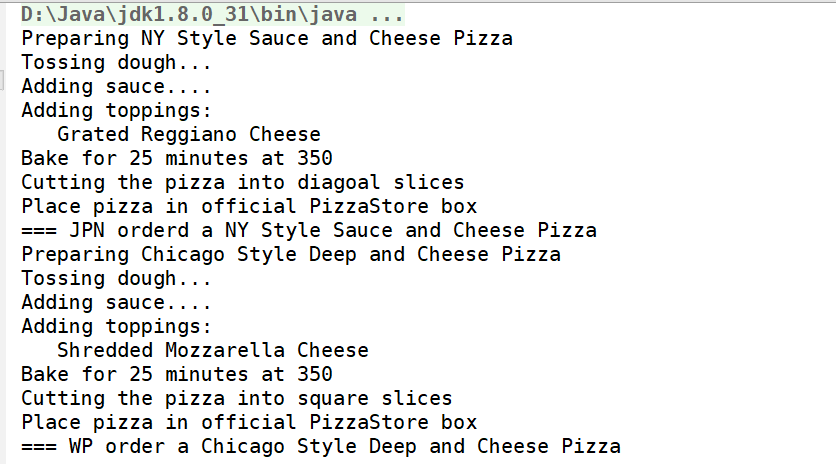 D:\Java\jdk1.8.0_31\bin\java ...
Preparing NY Style Sauce and Cheese Pizza
Tossing dough...
Adding sauce....
Adding toppings:
   Grated Reggiano Cheese
Bake for 25 minutes at 350
Cutting the pizza into diagoal slices
Place pizza in official PizzaStore box
=== JPN orderd a NY Style Sauce and Cheese Pizza
Preparing Chicago Style Deep and Cheese Pizza
Tossing dough...
Adding sauce....
Adding toppings:
   Shredded Mozzarella Cheese
Bake for 25 minutes at 350
Cutting the pizza into square slices
Place pizza in official PizzaStore box
=== WP order a Chicago Style Deep and Cheese Pizza